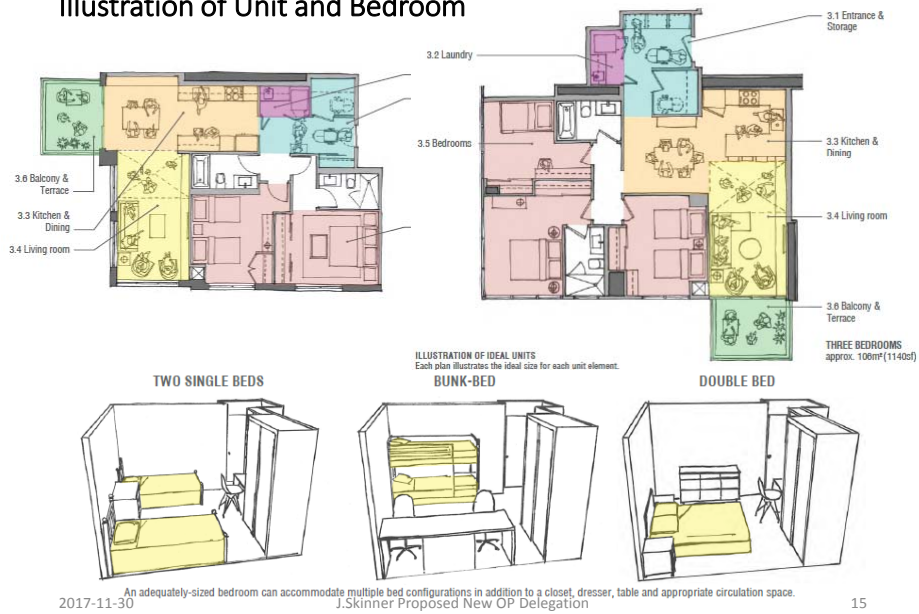 Illustration of Unit and Bedroom
3.1 Entrance &
Storage
3.2 Laundry
3.5 Bedrooms
3.3 Kitchen &
Dining
3.6 Balcony &
Terrace
3.3 Kitchen &
Dining
3.4 Living room
3.4 Living room
3.6 Balcony &
Terrace
THREE BEDROOMS
approx. 106m² (1140sf)
ILLUSTRATION OF IDEAL UNITS
Each plan illustrates the ideal size for each unit element.
TWO SINGLE BEDS
BUNK-BED
DOUBLE BED
An adequately-sized bedroom can accommodate multiple bed configurations in addition to a closet, dresser, table and appropriate circulation space.
2017-11-30
J.Skinner Proposed New OP Delegation
15